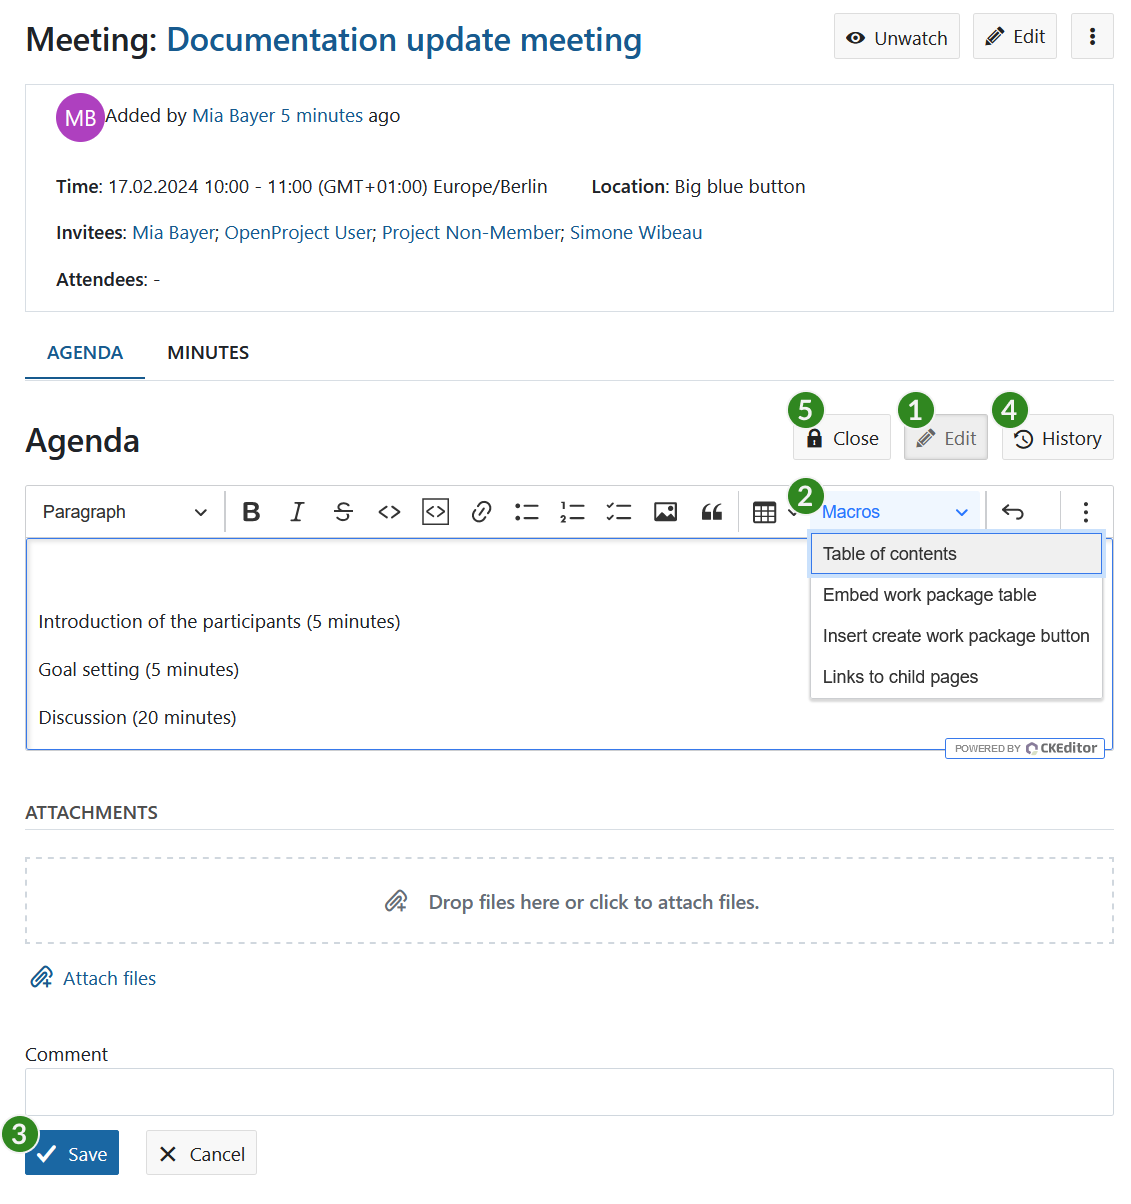 Meeting: Documentation update meeting
Unwatch
Edit
MB
Added by Mia Bayer 5 minutes ago
Time: 17.02.2024 10:00 - 11:00 (GMT+01:00) Europe/Berlin
Location: Big blue button
Invitees: Mia Bayer; OpenProject User; Project Non-Member; Simone Wibeau
Attendees: -
AGENDA
MINUTES
Agenda
5
Close
1
Edit
4
History
Paragraph
B
I
S
2
Macros
Table of contents
Embed work package table
Insert create work package button
Links to child pages
Introduction of the participants (5 minutes)
Goal setting (5 minutes)
Discussion (20 minutes)
POWERED BY CKEditor
ATTACHMENTS
Drop files here or click to attach files.
Attach files
Comment
3
Save
Cancel